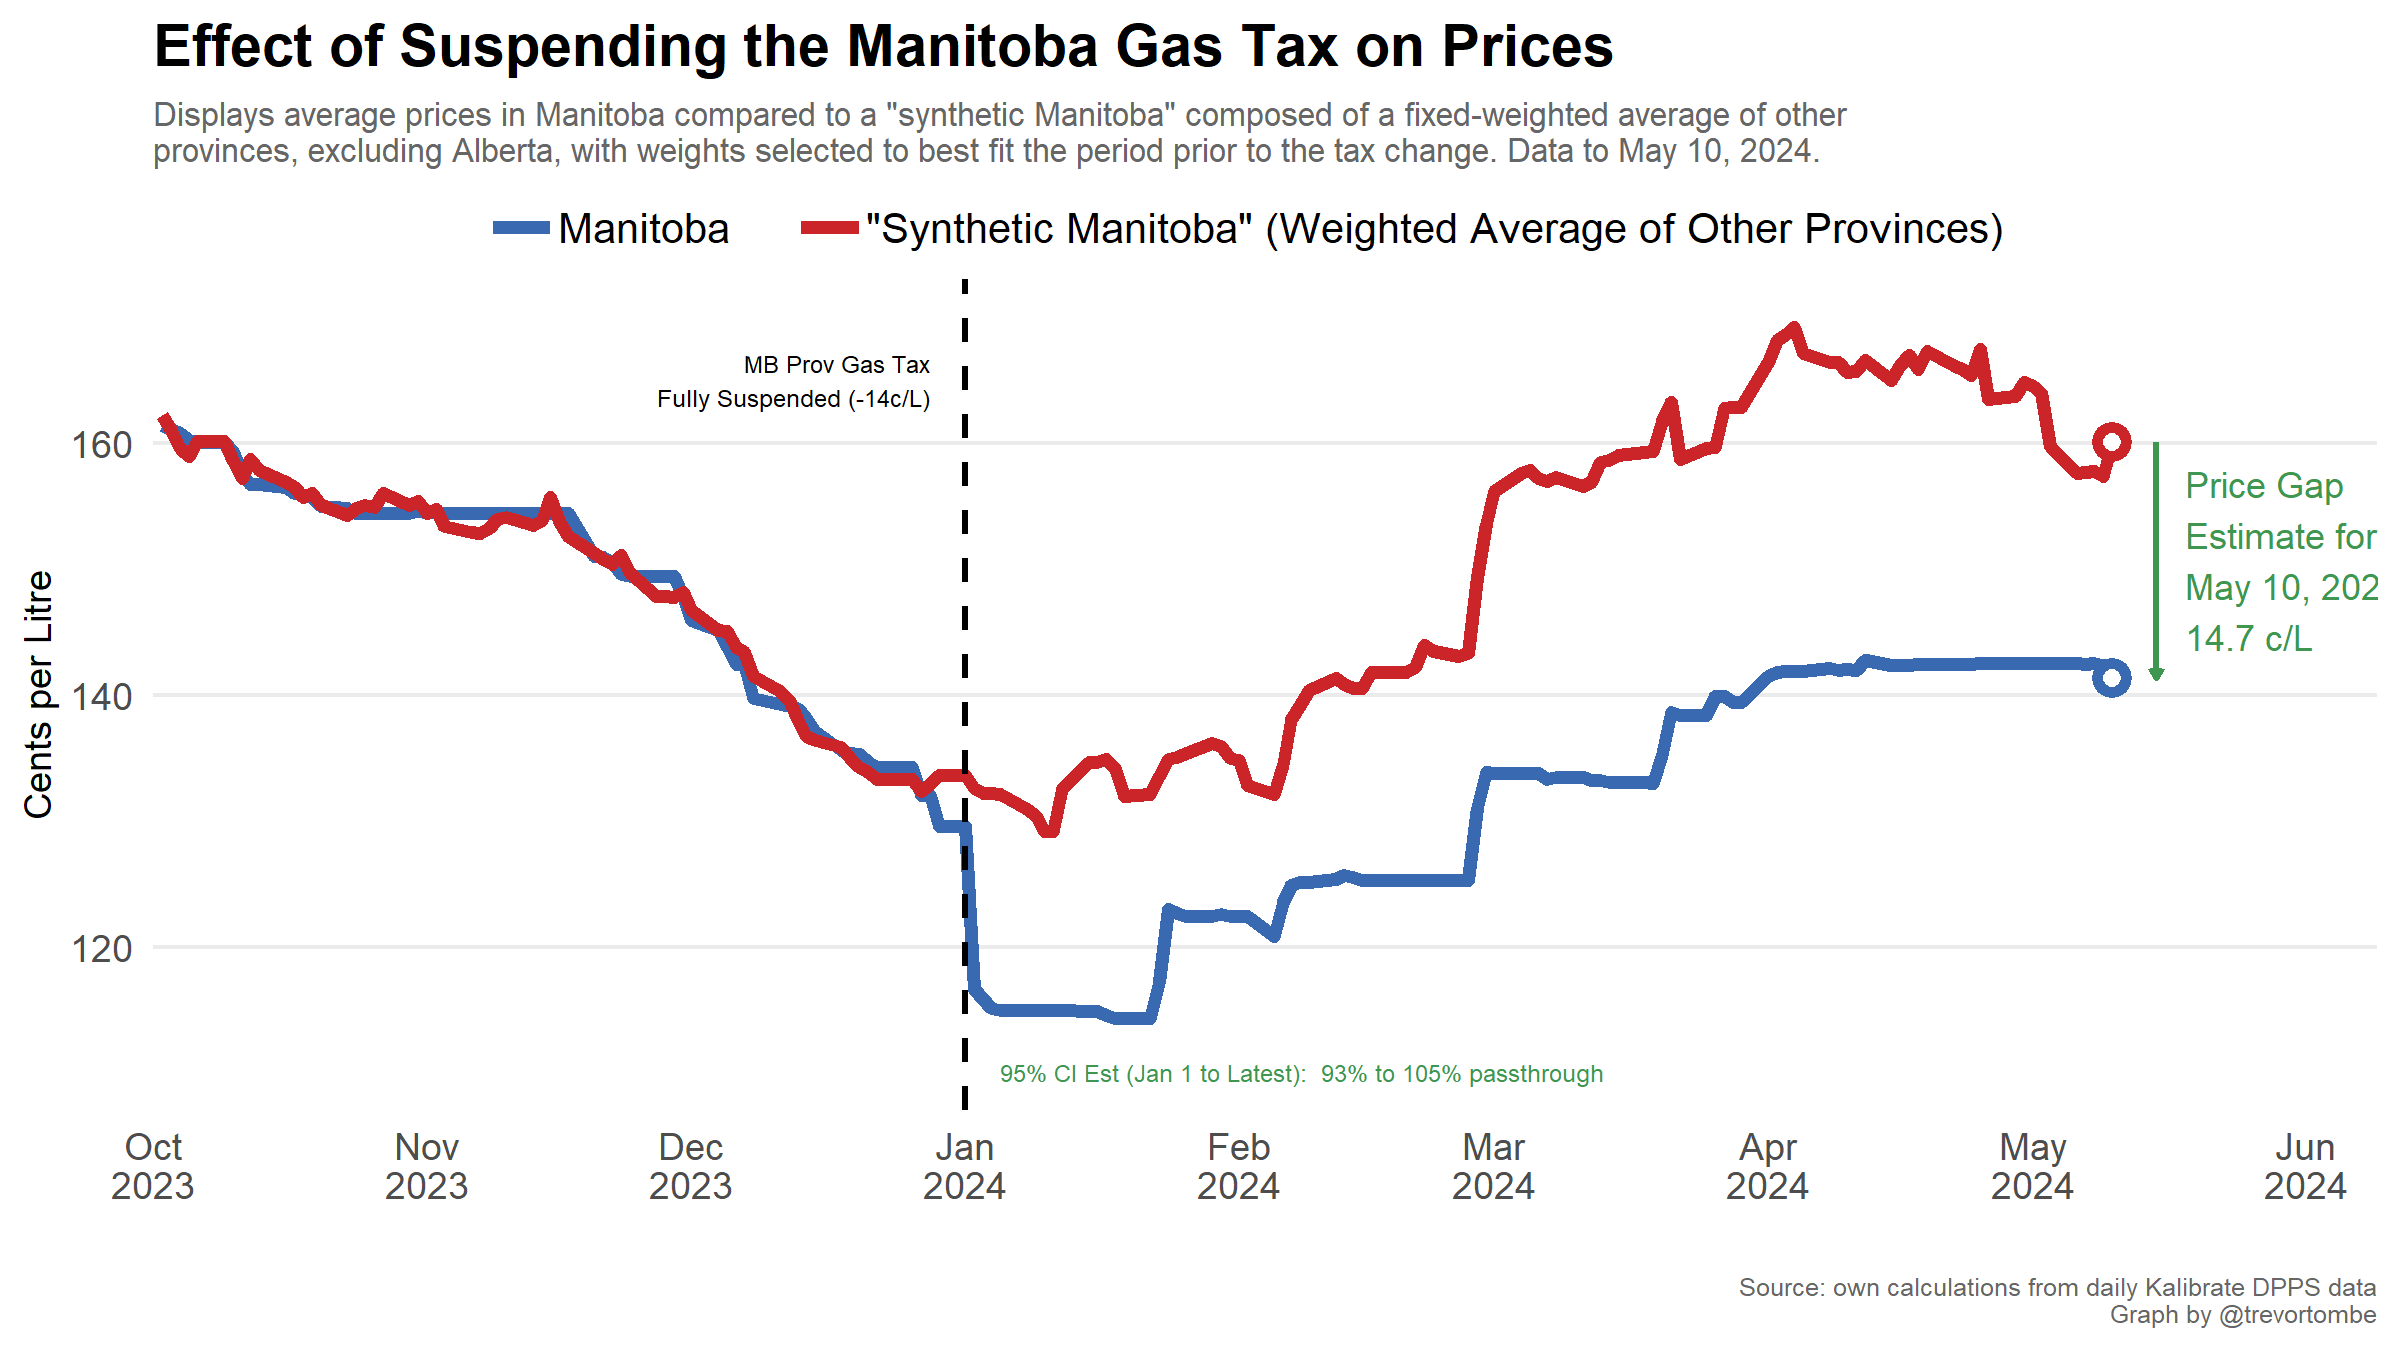 Effect of Suspending the Manitoba Gas Tax on Prices
Displays average prices in Manitoba compared to a "synthetic Manitoba" composed of a fixed-weighted average of other
provinces, excluding Alberta, with weights selected to best fit the period prior to the tax change. Data to May 10, 2024.
Manitoba
"Synthetic Manitoba" (Weighted Average of Other Provinces)
MB Prov Gas Tax
Fully Suspended (-14c/L)
160
140
120
Cents per Litre
Price Gap
Estimate for
May 10, 202
14.7 c/L
95% CI Est (Jan 1 to Latest):  93% to 105% passthrough
Oct Nov Dec Jan Feb Mar Apr May Jun
2023 2023 2023 2024 2024 2024 2024 2024 2024
Source: own calculations from daily Kalibrate DPPS data
Graph by @trevortombe